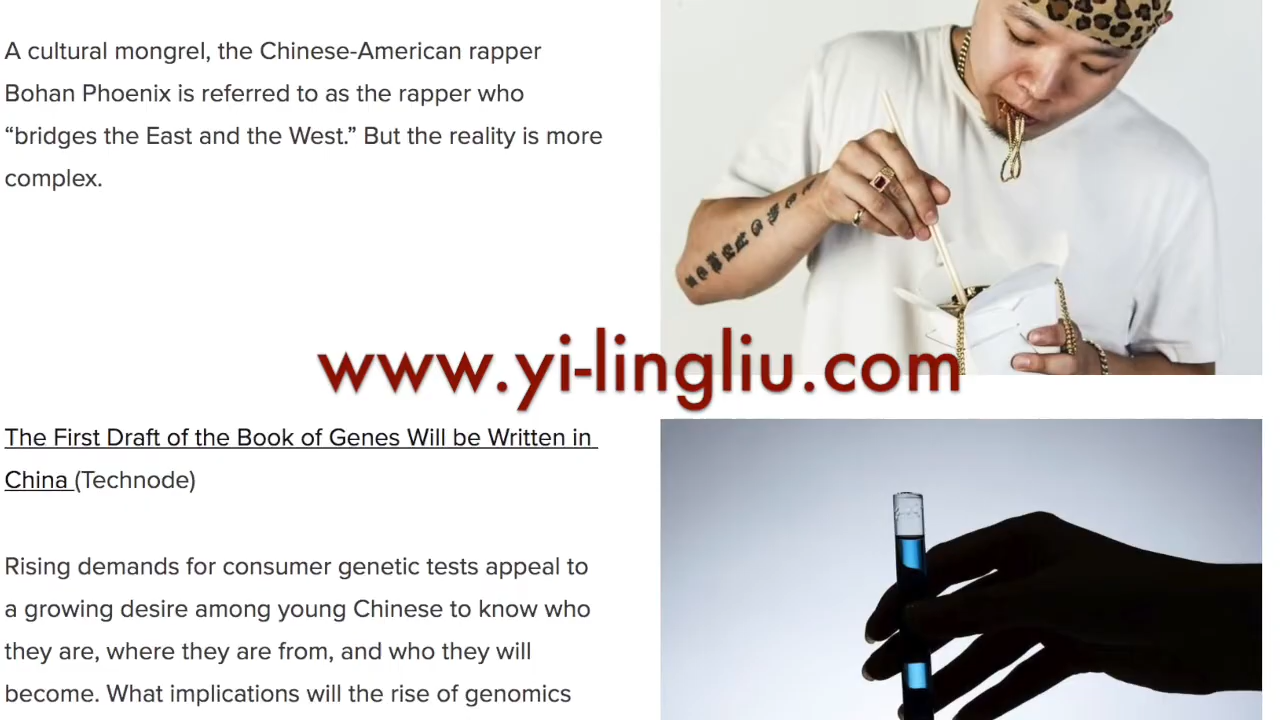 A cultural mongrel, the Chinese-American rapper
Bohan Phoenix is referred to as the rapper who
“bridges the East and the West.” But the reality is more
complex.
www.yi-lingliu.com
The First Draft of the Book of Genes Will be Written in
China (Technode)
Rising demands for consumer genetic tests appeal to
a growing desire among young Chinese to know who
they are, where they are from, and who they will
become. What implications will the rise of genomics